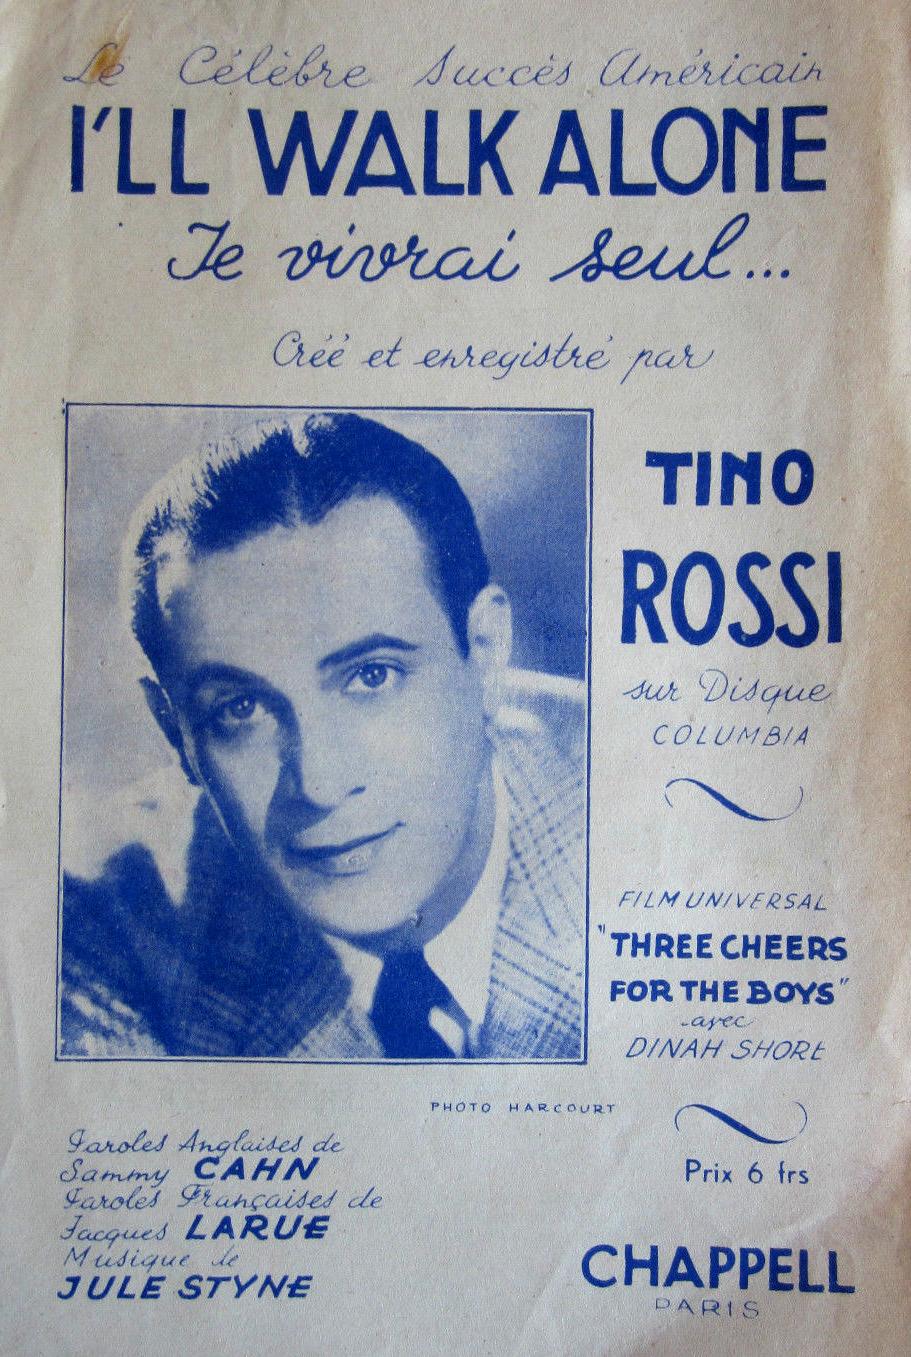 Le Célèbre Succès Américain
I'LL WALK ALONE
Je vivrai seul...
Créé et enregistré par
TINO
ROSSI
sur Disque
COLUMBIA
FILM UNIVERSAL
"THREE CHEERS
FOR THE BOYS"
avec
DINAH SHORE
PHOTO HARCOURT
Paroles Anglaises de
Sammy CAHN
Paroles Françaises de
Jacques LARUE
Musique de
JULE STYNE
Prix 6 frs
CHAPPELL
PARIS